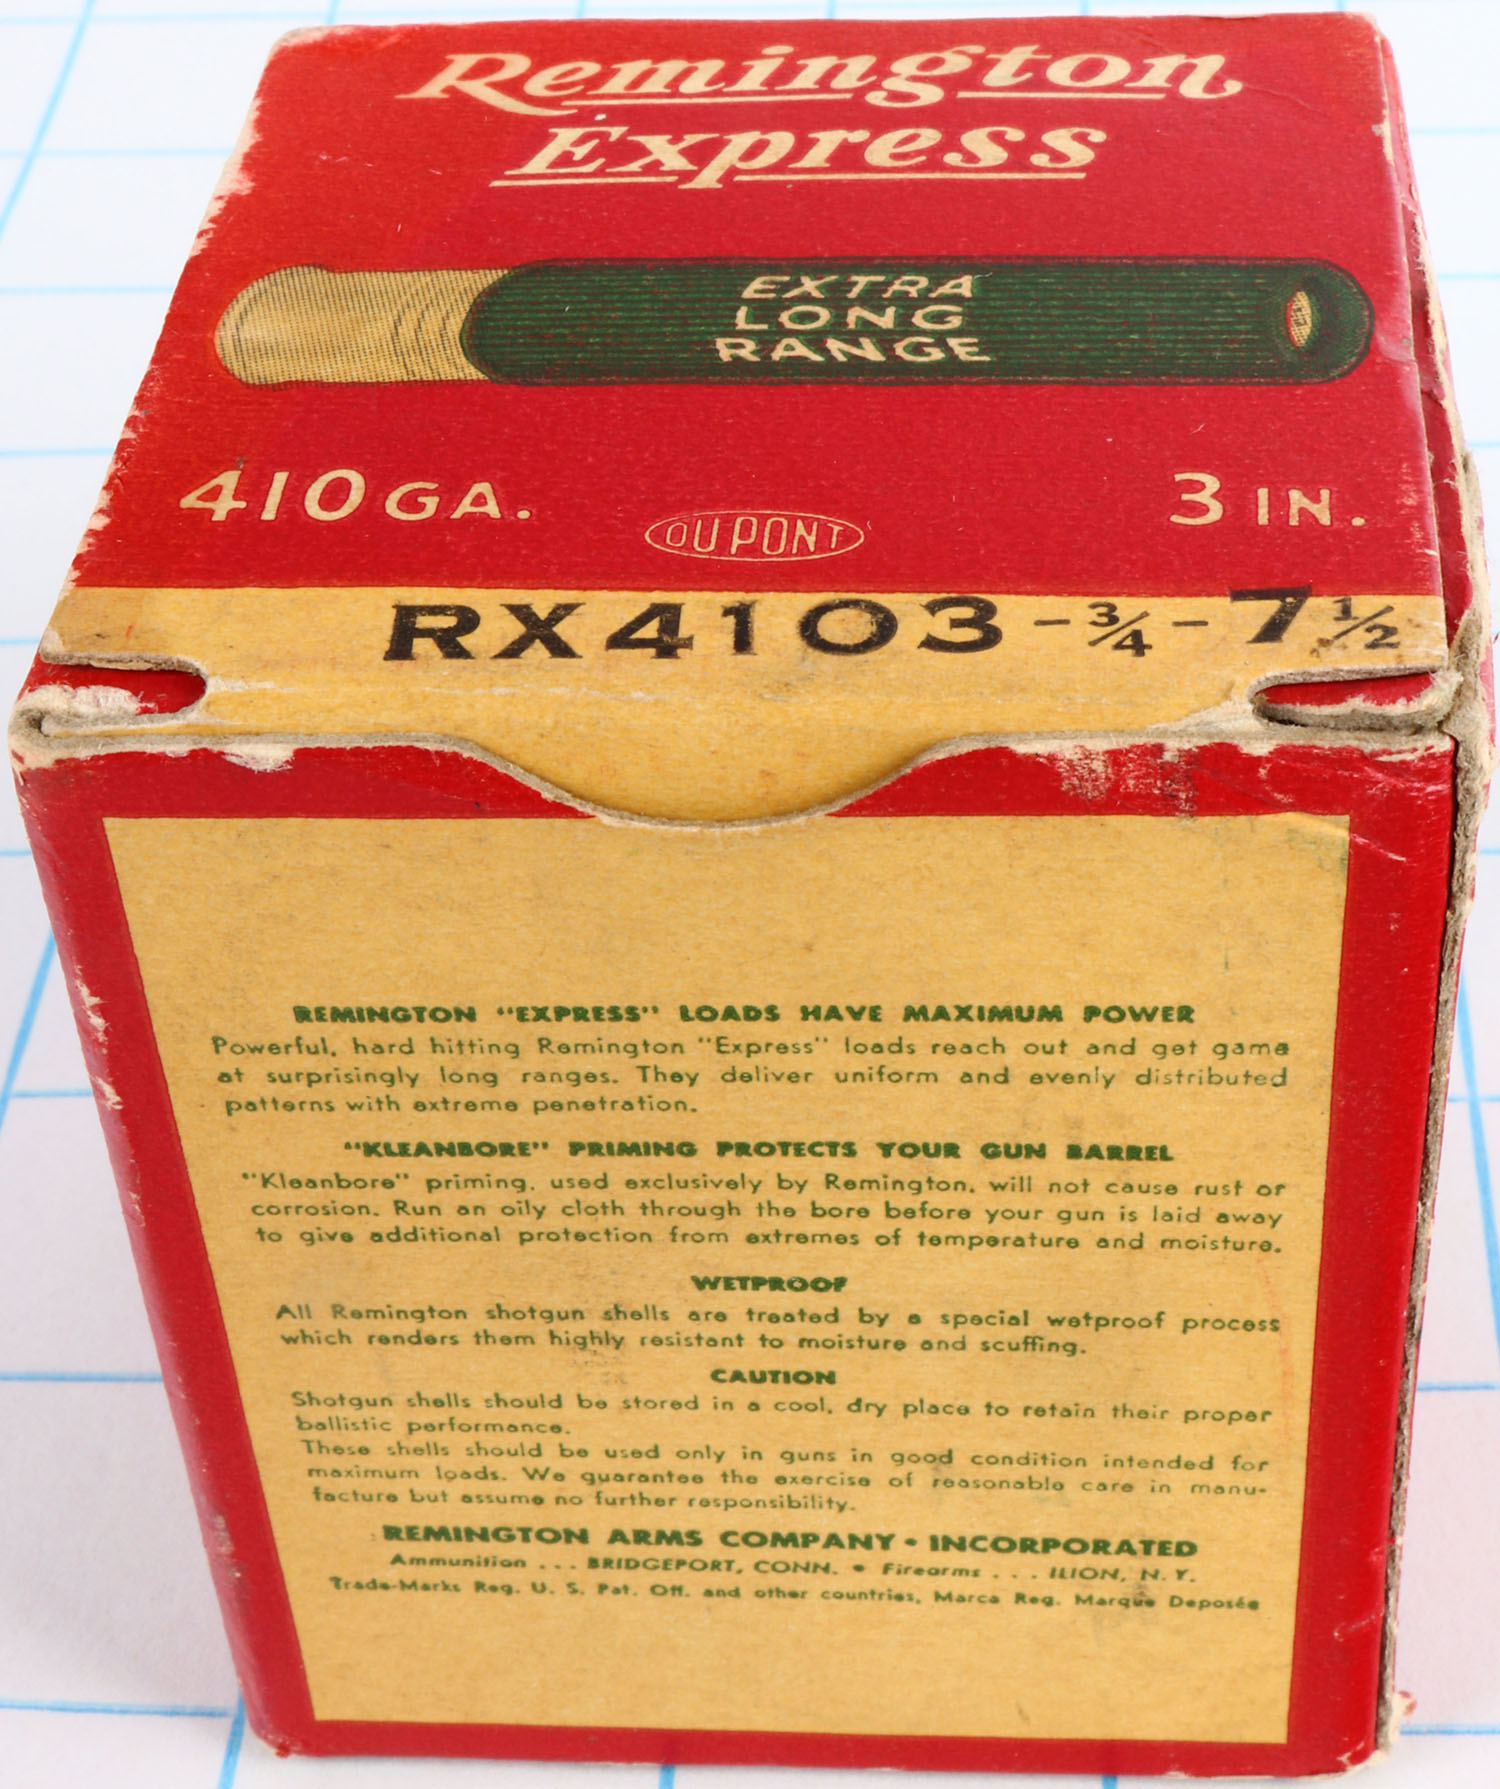 Remington
Express
EXTRA
LONG
RANGE
410 GA.
3 IN.
DU PONT
RX4103 - 3/4 - 7 1/2
REMINGTON "EXPRESS" LOADS HAVE MAXIMUM POWER
Powerful, hard hitting Remington "Express" loads reach out and get game
at surprisingly long ranges. They deliver uniform and evenly distributed
patterns with extreme penetration.
"KLEANBORE" PRIMING PROTECTS YOUR GUN BARREL
"Kleanbore" priming, used exclusively by Remington, will not cause rust or
corrosion. Run an oily cloth through the bore before your gun is laid away
to give additional protection from extremes of temperature and moisture.
WETPROOF
All Remington shotgun shells are treated by a special wetproof process
which renders them highly resistant to moisture and scuffing.
CAUTION
Shotgun shells should be stored in a cool, dry place to retain their proper
ballistic performance.
These shells should be used only in guns in good condition intended for
maximum loads. We guarantee the exercise of reasonable care in manu-
facture but assume no further responsibility.
REMINGTON ARMS COMPANY • INCORPORATED
Ammunition . . . BRIDGEPORT, CONN. • Firearms . . . ILION, N. Y.
Trade-Marks Reg. U. S. Pat. Off. and other countries, Marca Reg. Marque Deposée